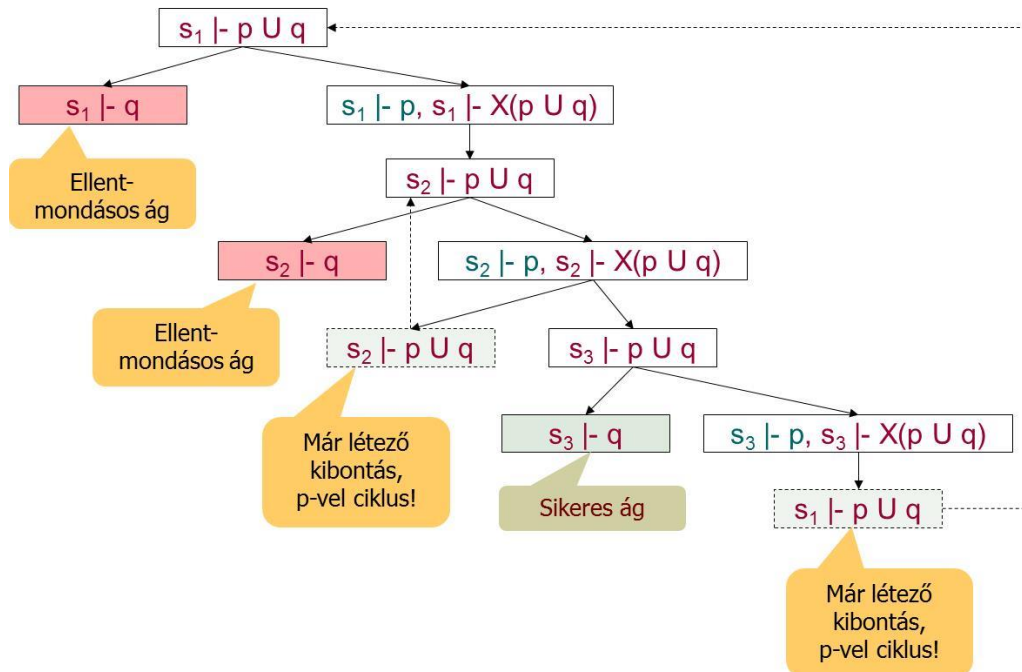 s₁ |- p U q
s₁ |- q
s₁ |- p, s₁ |- X(p U q)
Ellent-
mondásos ág
s₂ |- p U q
s₂ |- q
s₂ |- p, s₂ |- X(p U q)
Ellent-
mondásos ág
s₂ |- p U q
s₃ |- p U q
Már létező
kibontás,
p-vel ciklus!
s₃ |- q
s₃ |- p, s₃ |- X(p U q)
Sikeres ág
s₁ |- p U q
Már létező
kibontás,
p-vel ciklus!